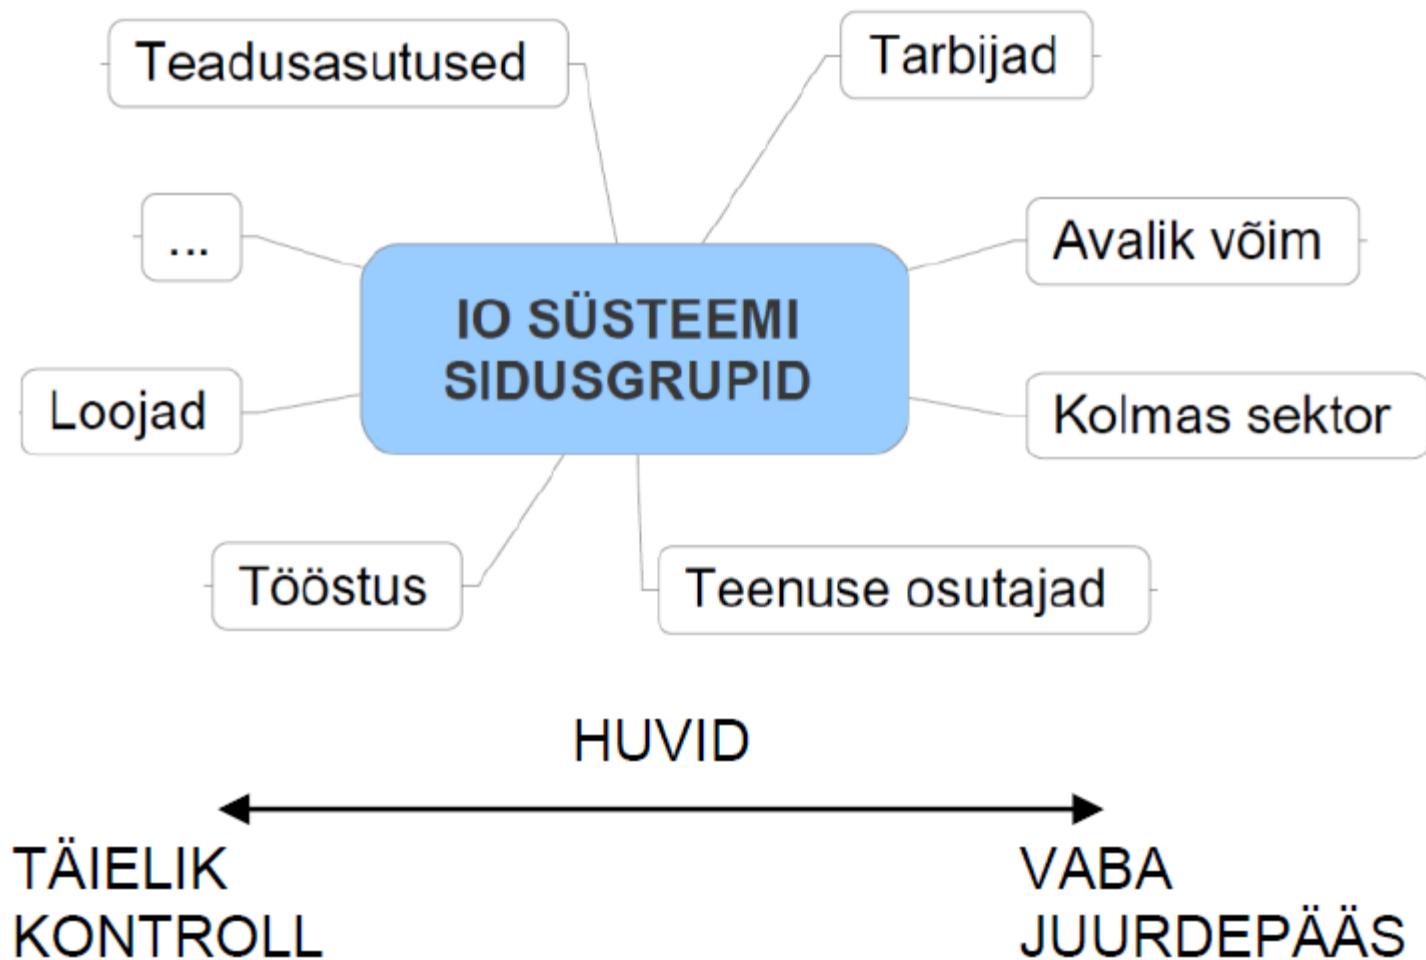 Teadusasutused
Tarbijad
...
Avalik võim
IO SÜSTEEMI
SIDUSGRUPID
Loojad
Kolmas sektor
Tööstus
Teenuse osutajad
HUVID
TÄIELIK
KONTROLL
VABA
JUURDEPÄÄS